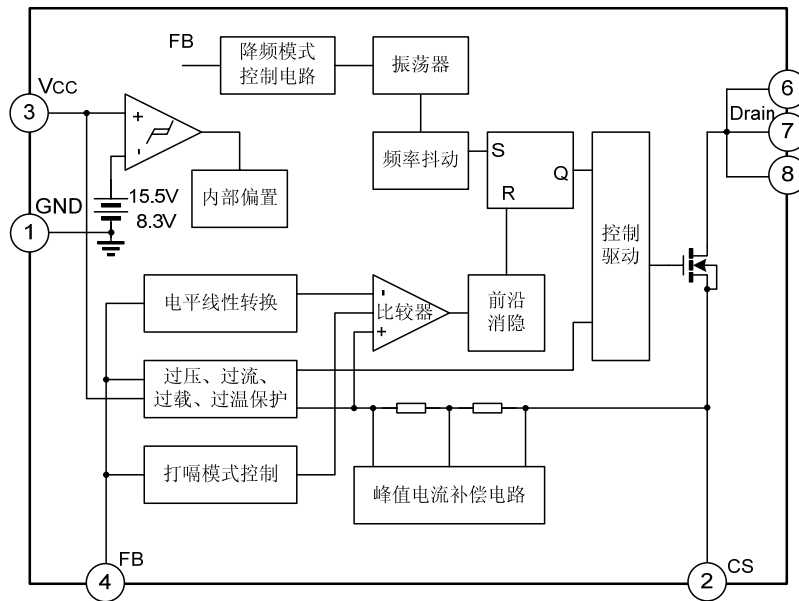 FB
降频模式
控制电路
振荡器
6
Drain
7
8
VCC
3
+
-
频率抖动
S
R
Q
内部偏置
15.5V
8.3V
GND
1
控制
驱动
电平线性转换
-
比较器
+
前沿
消隐
过压、过流、
过载、过温保护
打嗝模式控制
峰值电流补偿电路
4
FB
2
CS